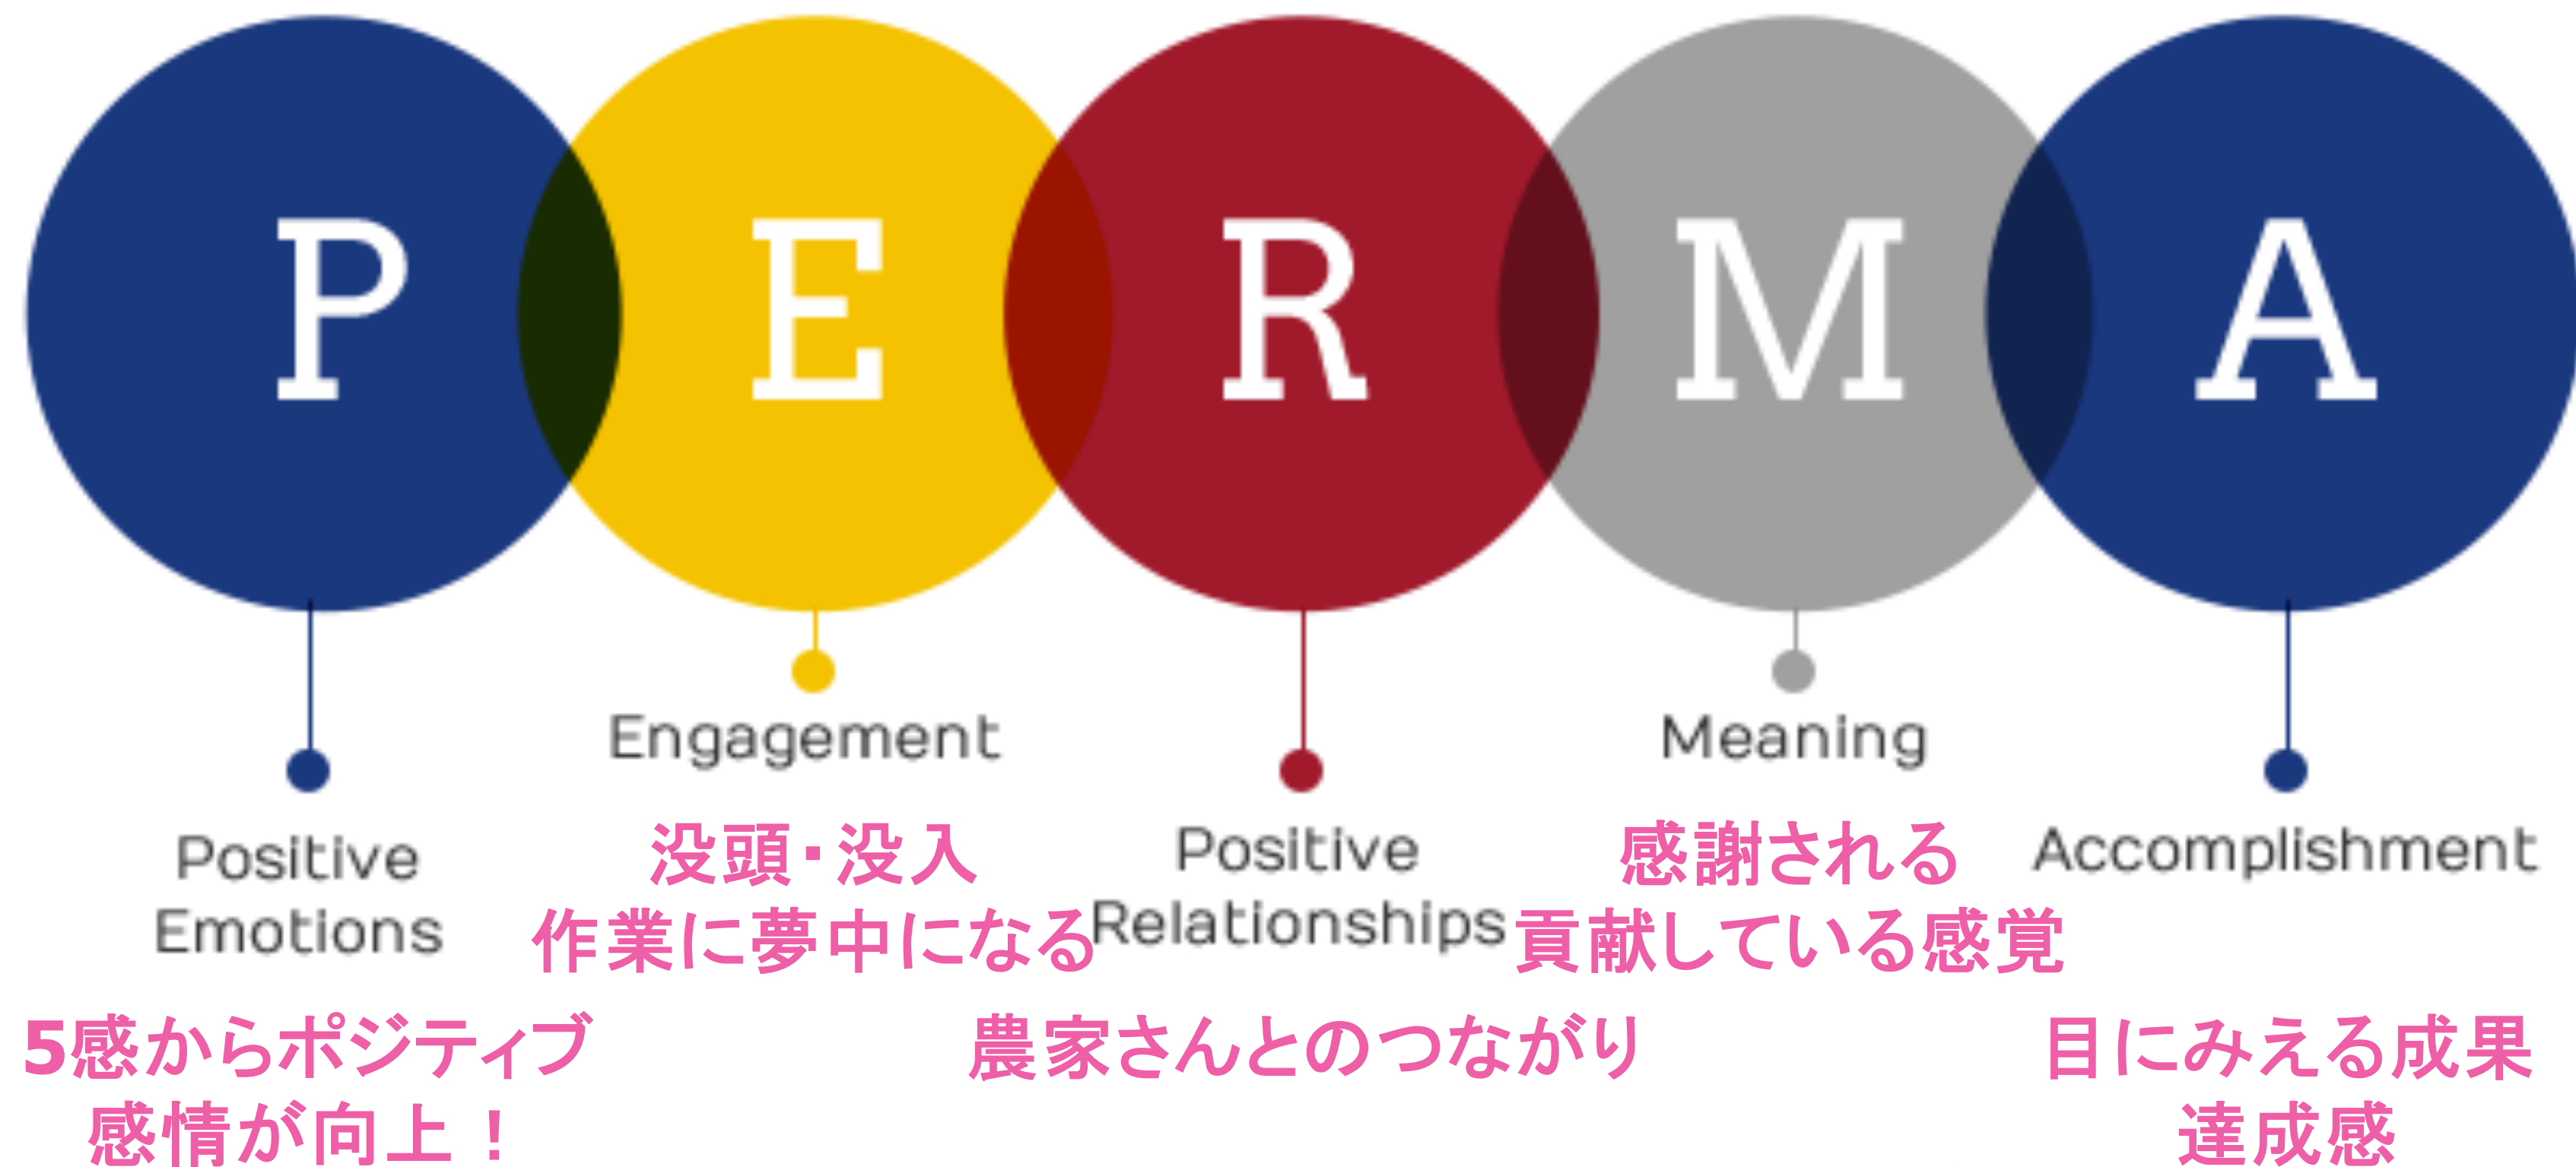 P
E
R
M
A
Positive
Emotions
5感からポジティブ
感情が向上！
Engagement
没頭・没入
作業に夢中になる
Positive
Relationships
農家さんとのつながり
Meaning
感謝される
貢献している感覚
Accomplishment
目にみえる成果
達成感